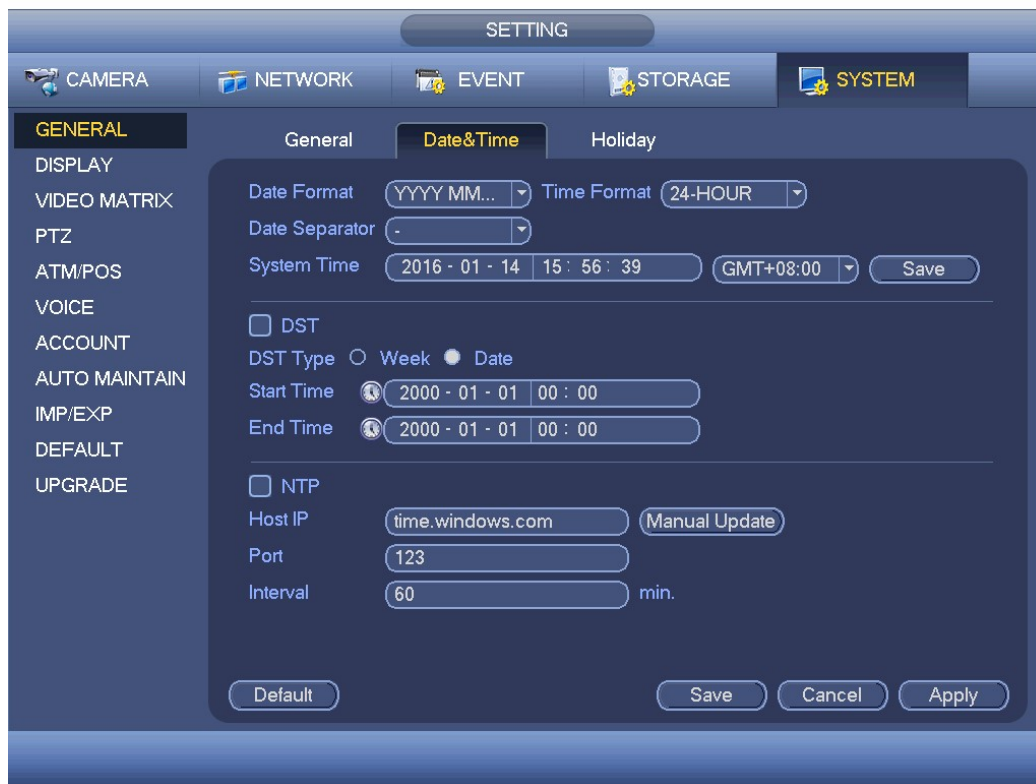 SETTING
CAMERA NETWORK EVENT STORAGE SYSTEM
GENERAL
DISPLAY
VIDEO MATRIX
PTZ
ATM/POS
VOICE
ACCOUNT
AUTO MAINTAIN
IMP/EXP
DEFAULT
UPGRADE
General Date&Time Holiday
Date Format YYYY MM... Time Format 24-HOUR
Date Separator -
System Time 2016 - 01 - 14 15 : 56 : 39 GMT+08:00 Save
DST
DST Type Week Date
Start Time 2000 - 01 - 01 00 : 00
End Time 2000 - 01 - 01 00 : 00
NTP
Host IP time.windows.com Manual Update
Port 123
Interval 60 min.
Default Save Cancel Apply